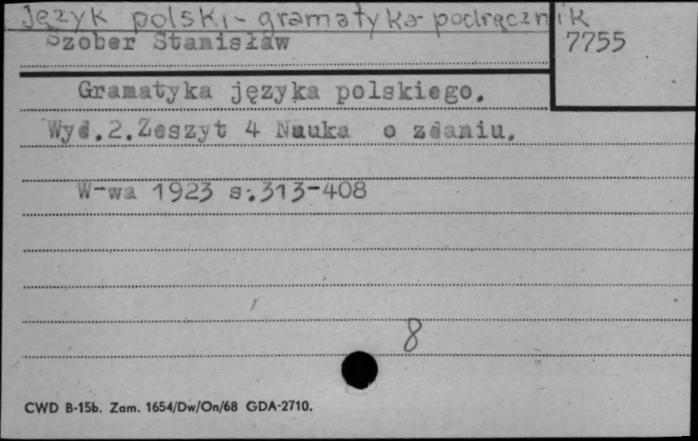 Język polski - gramatyka - podręcznik
Szober Stanisław
7755
Gramatyka języka polskiego.
Wyd.2.Zeszyt 4 Nauka o zdaniu.
W-wa 1923 s.313-408
8
CWD B-15b. Zam. 1654/Dw/On/68 GDA-2710.